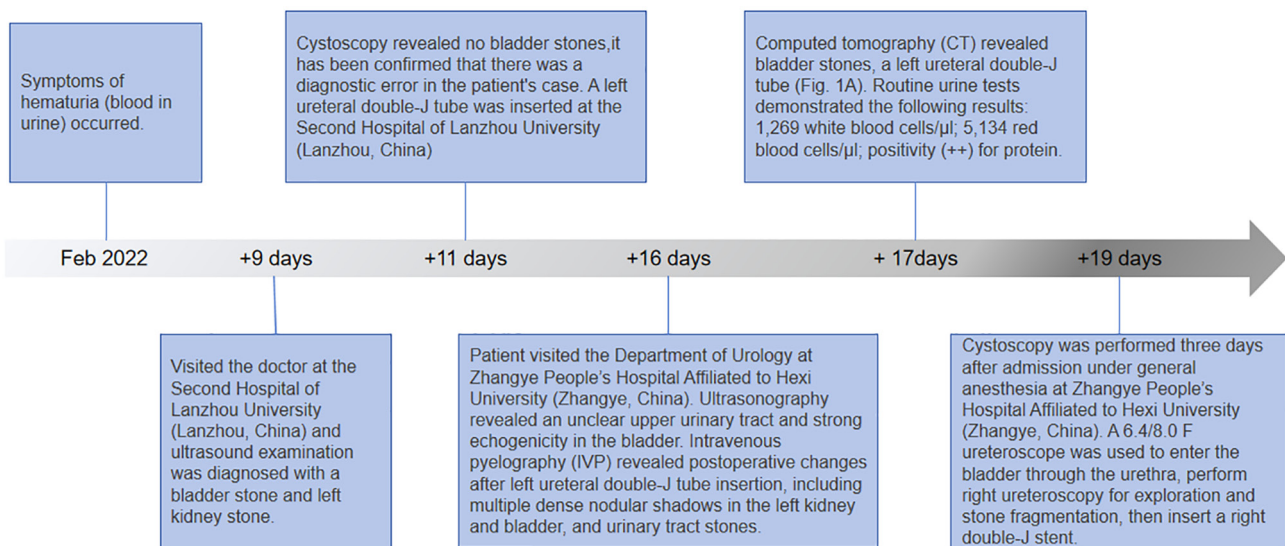 Symptoms of
hematuria (blood in
urine) occurred.
Cystoscopy revealed no bladder stones,it
has been confirmed that there was a
diagnostic error in the patient's case. A left
ureteral double-J tube was inserted at the
Second Hospital of Lanzhou University
(Lanzhou, China)
Computed tomography (CT) revealed
bladder stones, a left ureteral double-J
tube (Fig. 1A). Routine urine tests
demonstrated the following results:
1,269 white blood cells/µl; 5,134 red
blood cells/µl; positivity (++) for protein.
Feb 2022
+9 days
+11 days
+16 days
+ 17days
+19 days
Visited the doctor at the
Second Hospital of
Lanzhou University
(Lanzhou, China) and
ultrasound examination
was diagnosed with a
bladder stone and left
kidney stone.
Patient visited the Department of Urology at
Zhangye People’s Hospital Affiliated to Hexi
University (Zhangye, China). Ultrasonography
revealed an unclear upper urinary tract and strong
echogenicity in the bladder. Intravenous
pyelography (IVP) revealed postoperative changes
after left ureteral double-J tube insertion, including
multiple dense nodular shadows in the left kidney
and bladder, and urinary tract stones.
Cystoscopy was performed three days
after admission under general
anesthesia at Zhangye People’s
Hospital Affiliated to Hexi University
(Zhangye, China). A 6.4/8.0 F
ureteroscope was used to enter the
bladder through the urethra, perform
right ureteroscopy for exploration and
stone fragmentation, then insert a right
double-J stent.